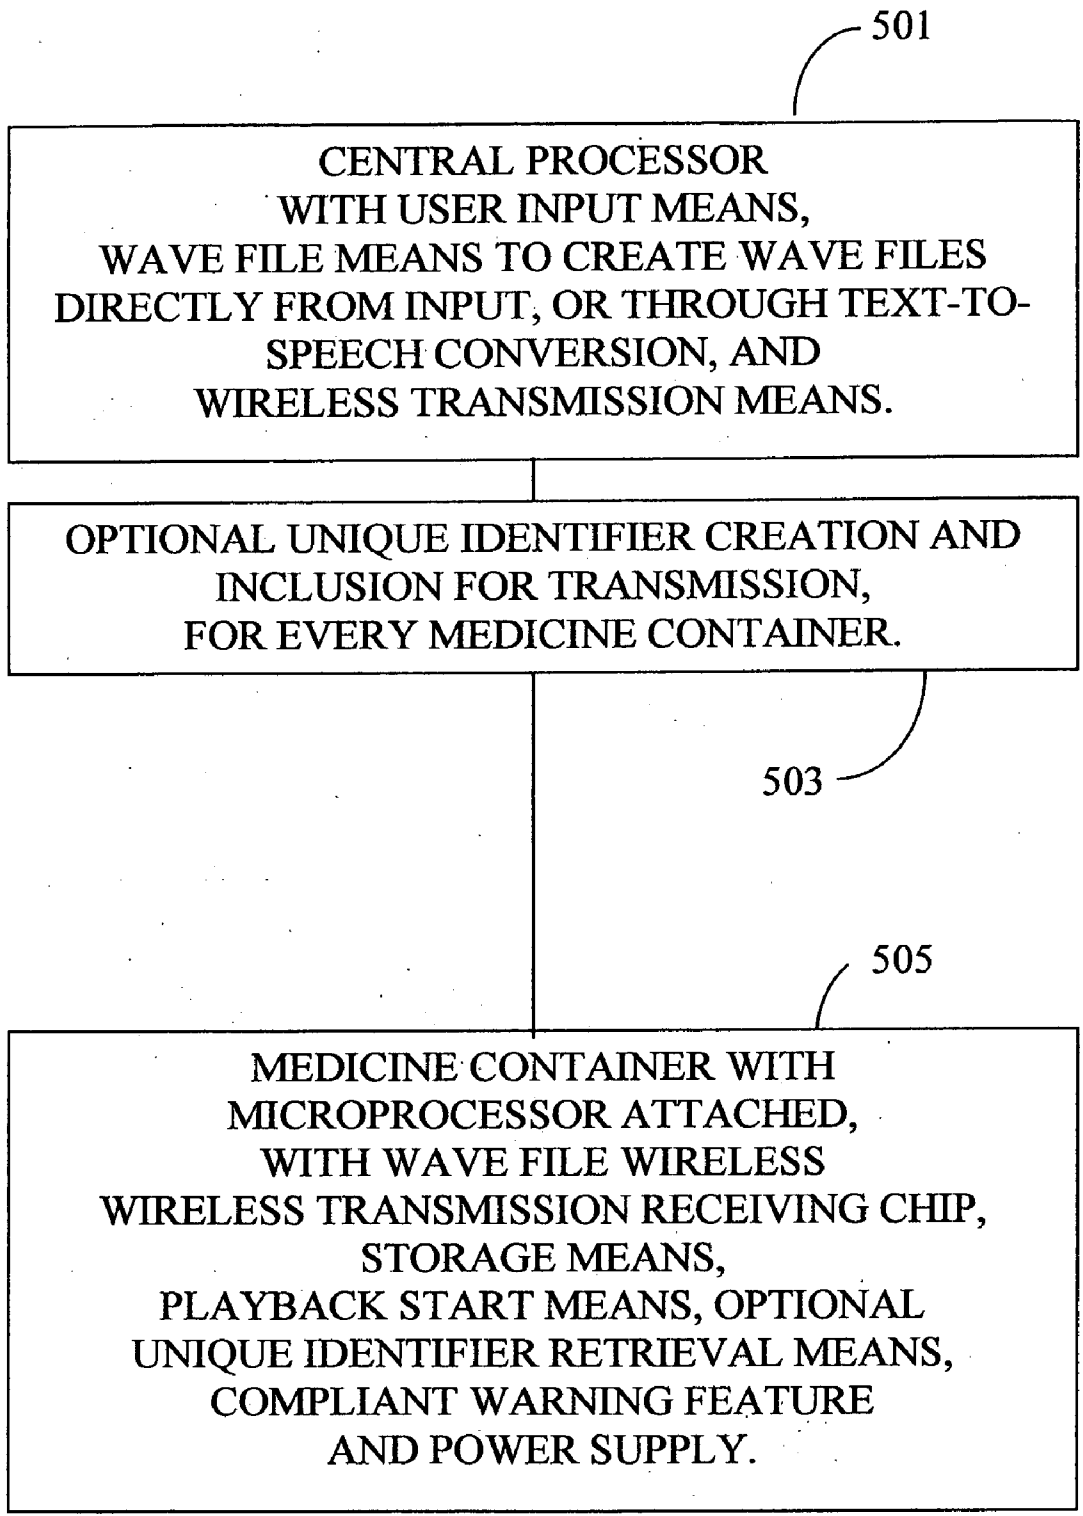 501
CENTRAL PROCESSOR
WITH USER INPUT MEANS,
WAVE FILE MEANS TO CREATE WAVE FILES
DIRECTLY FROM INPUT, OR THROUGH TEXT-TO-
SPEECH CONVERSION, AND
WIRELESS TRANSMISSION MEANS.
OPTIONAL UNIQUE IDENTIFIER CREATION AND
INCLUSION FOR TRANSMISSION,
FOR EVERY MEDICINE CONTAINER.
503
505
MEDICINE CONTAINER WITH
MICROPROCESSOR ATTACHED,
WITH WAVE FILE WIRELESS
WIRELESS TRANSMISSION RECEIVING CHIP,
STORAGE MEANS,
PLAYBACK START MEANS, OPTIONAL
UNIQUE IDENTIFIER RETRIEVAL MEANS,
COMPLIANT WARNING FEATURE
AND POWER SUPPLY.